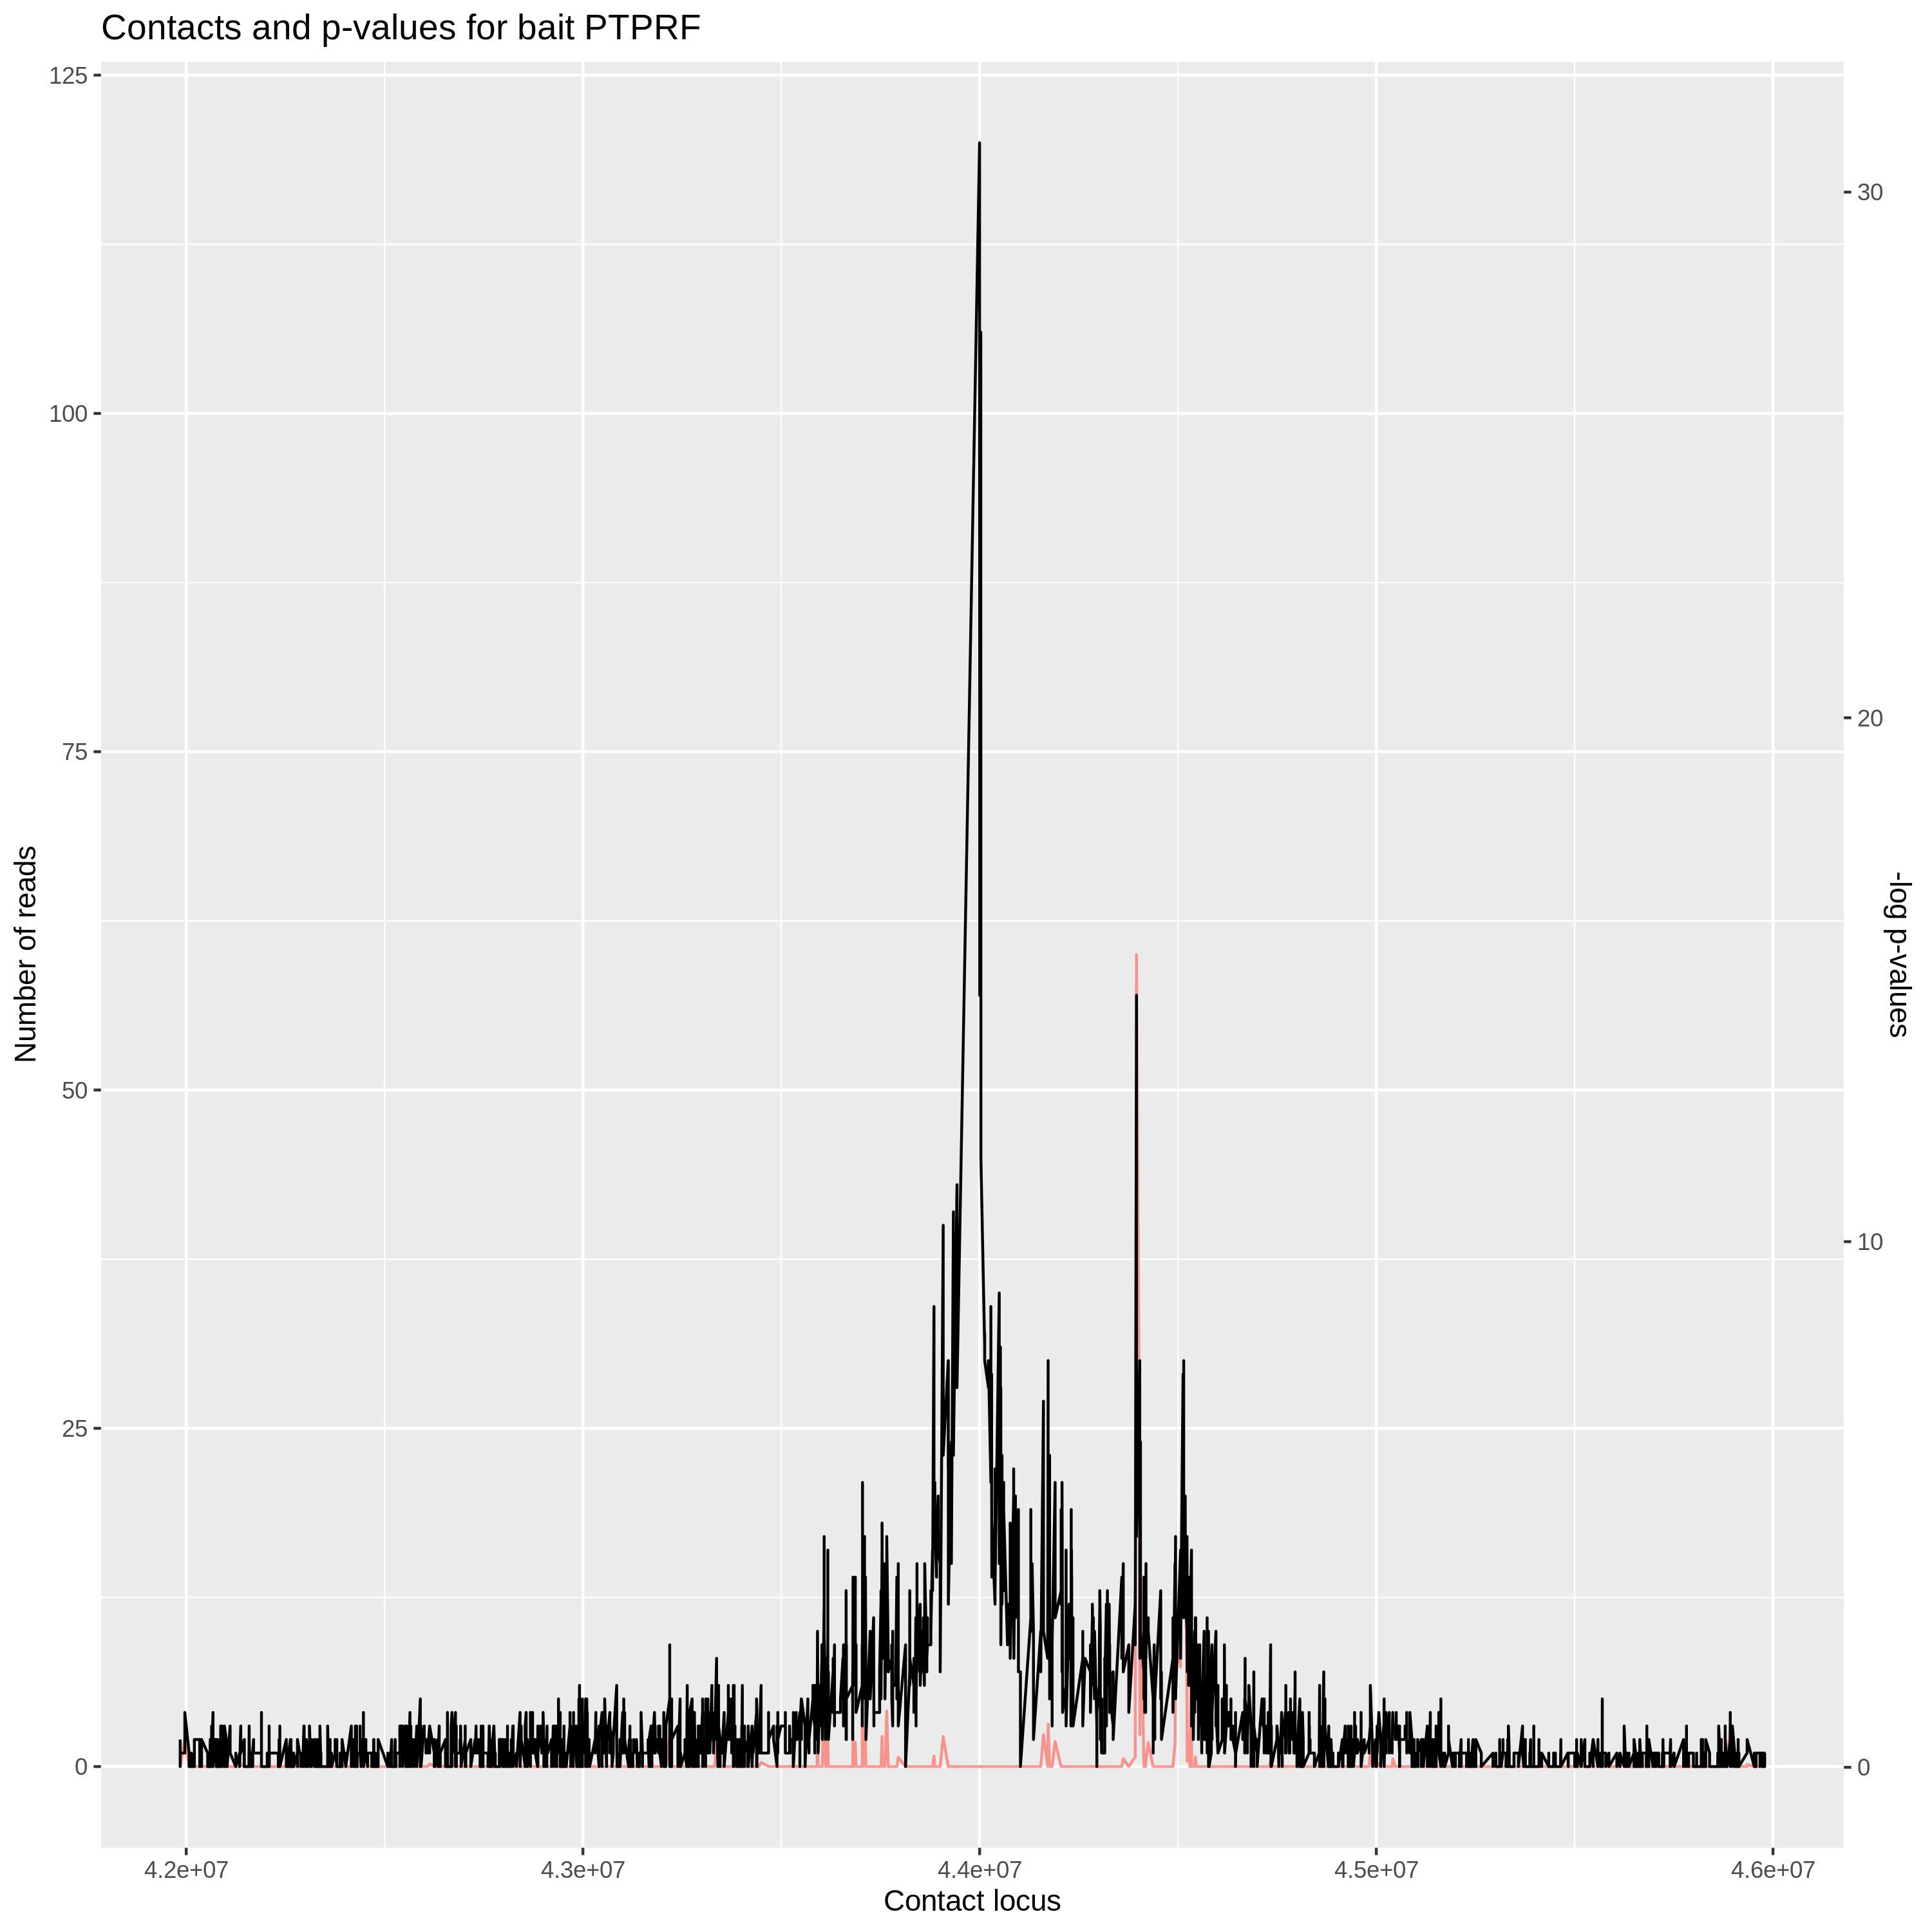 Contacts and p-values for bait PTPRF
125
100
75
50
25
0
Number of reads
30
20
10
0
-log p-values
4.2e+07 4.3e+07 4.4e+07 4.5e+07 4.6e+07
Contact locus